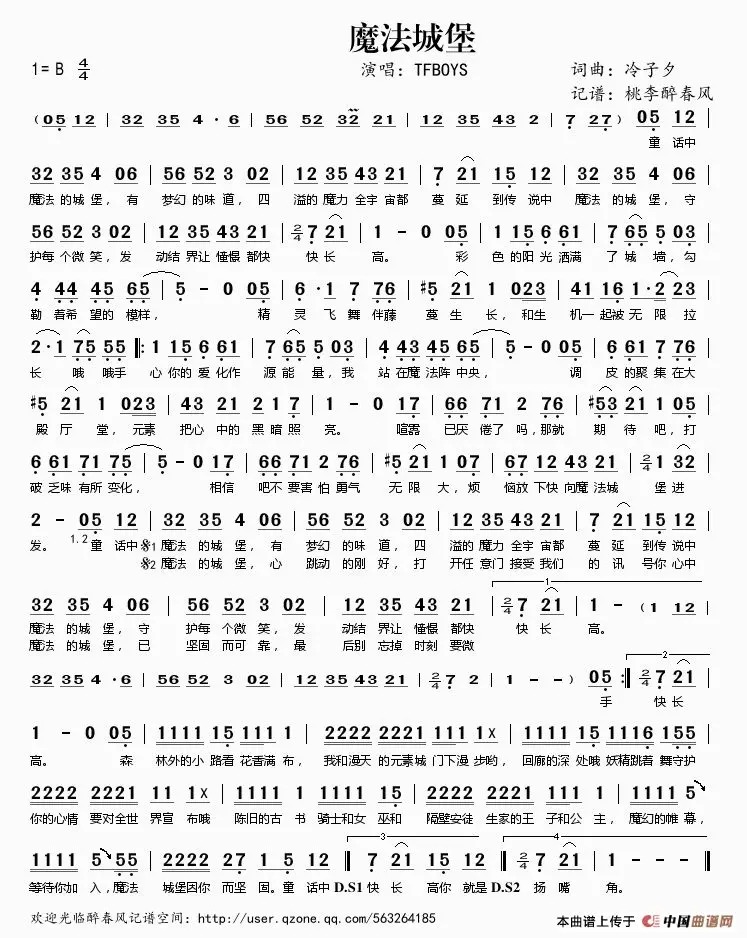 魔法城堡
1=B 4/4 演唱：TFBOYS 词曲：冷子夕
记谱：桃李醉春风
（05 12 | 32 35 4·6 | 56 52 32 21 | 12 35 43 2 | 7 27）05 12 |
童 话中
32 35 4 06 | 56 52 3 02 | 12 35 43 21 | 7 21 15 12 | 32 35 4 06 |
魔法 的城 堡，有 梦幻 的味 道，四 溢的 魔力 全宇 宙都 蔓 延 到传 说中 魔法 的城 堡，守
56 52 3 02 | 12 35 43 21 | 2/4 7 21 | 1 - 0 05 | 1 15 6 61 | 7 65 5 03 |
护每 个微 笑，发 动结 界让 憧憬 都快 快 长 高。 彩 色 的阳 光 洒满 了 城 墙，勾
4 44 45 65 | 5 - 0 05 | 6·1 7 76 | #5 21 1 023 | 41 10·2 23 |
勒 着希 望的 模样， 精 灵 飞 舞 伴藤 蔓 生 长，和生 机一 起被 无 限 拉
2·1 75 55 ‖: 1 15 6 61 | 7 65 5 03 | 4 43 45 65 | 5 - 0 05 | 6 61 7 76 |
长 哦 哦手 心 你的 爱 化作 源 能 量，我 站 在魔 法阵 中央， 调 皮 的聚 集 在大
#5 21 1 023 | 43 21 2 1 7 | 1 - 0 17 | 66 71 2 076 | #53 21 1 05 |
殿 厅 堂，元素 把心 中的 黑 暗 照 亮。 喧嚣 已厌 倦了 吗，那就 期 待 吧，打
6 61 71 75 | 5 - 0 17 | 66 61 7 76 | #5 21 1 07 | 66 71 12 21 | 2/4 1 32 |
破 乏味 有所 变化， 相信 吧不 要害 怕 勇气 无 限 大，烦 恼放 下快 向魔 法城 堡 进
2 - 05 12 | 32 35 4 06 | 56 52 3 02 | 12 35 43 21 | 7 21 15 12 |
发。 1.2 童 话中 𝄋1 魔法 的城 堡，有 梦幻 的味 道，四 溢的 魔力 全宇 宙都 蔓 延 到传 说中
𝄋2 魔法 的城 堡，心 跳动 的刚 好，打 开任 意门 接受 我们 的 讯 号你 心中
32 35 4 06 | 56 52 3 02 | 12 35 43 21 | 1 2/4 7 21 | 1 - （1 12 |
魔法 的城 堡，守 护每 个微 笑，发 动结 界让 憧憬 都快 快 长 高。
魔法 的城 堡，已 坚固 而可 靠，最 后别 忘掉 时刻 要微
32 35 4·6 | 56 52 3 02 | 12 35 43 21 | 2/4 7 2 | 1 - - ）05 :‖ 2 2/4 7 21 |
手 快 长
1 - 0 05 | 1111 15 1111 1 | 2222 2221 1111 1X | 1111 15 1116 155 |
高。 森 林外的小 路看 花香满 布， 我和漫天 的元素城 门下漫 步哟， 回廊的深 处哦 妖精跳着 舞守护
2222 2221 11 1X | 1111 1 111 11 | 1111 11 1111 1 | 1111 5
你的心情 要对全世 界宣 布哦 陈旧的古 书 骑士和女 巫和 隔壁安徒 生家的王 子和公 主，魔幻的帷 幕，
1111 5 55 | 2222 27 1 5 | 3 7 21 15 12 | 4 2/4 7 21 | 1. ‖
等待你加 入，魔法 城堡因你 而坚 固。童 话中 D.S1 快 长 高你 就是 D.S2 扬 嘴 角。
欢迎光临醉春风记谱空间：http://user.qzone.qq.com/563264185 本曲谱上传于 中国曲谱网